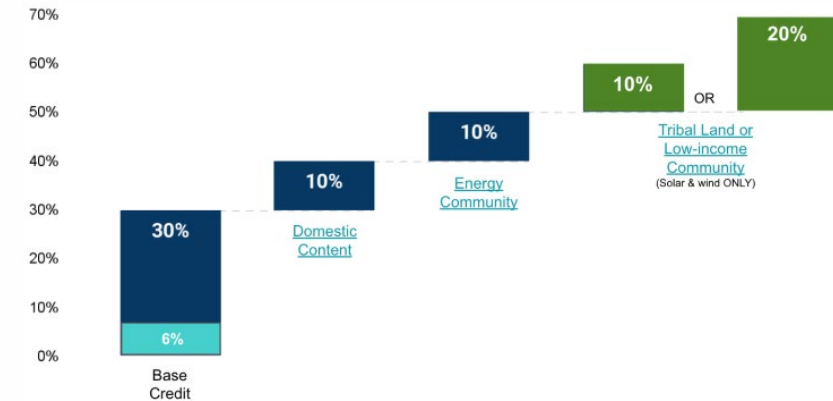 70%
60%
50%
40%
30%
20%
10%
0%
30%
6%
Base
Credit
10%
Domestic
Content
10%
Energy
Community
10%
OR
20%
Tribal Land or
Low-income
Community
(Solar & wind ONLY)